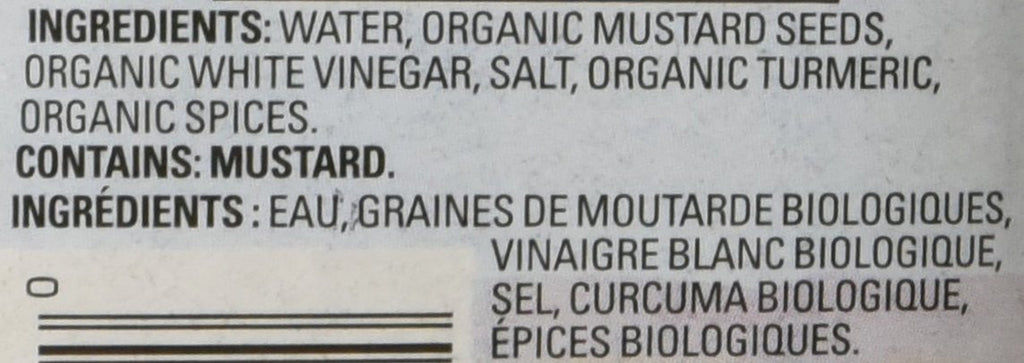 INGREDIENTS: WATER, ORGANIC MUSTARD SEEDS,
ORGANIC WHITE VINEGAR, SALT, ORGANIC TURMERIC,
ORGANIC SPICES.
CONTAINS: MUSTARD.
INGRÉDIENTS : EAU, GRAINES DE MOUTARDE BIOLOGIQUES,
VINAIGRE BLANC BIOLOGIQUE,
SEL, CURCUMA BIOLOGIQUE,
ÉPICES BIOLOGIQUES.
0